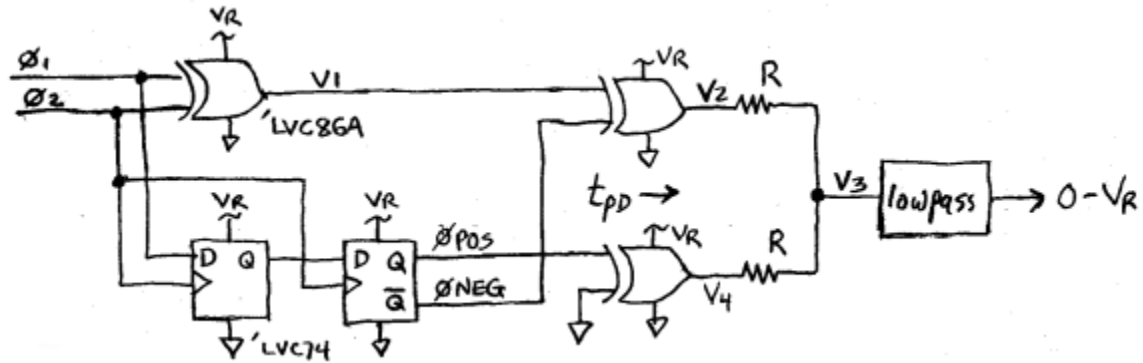 VR
Ø1
V1
VR
R
Ø2
V2
'LVC86A
VR
VR
tPD →
V3
lowpass
0 - VR
D Q
D Q
ØPOS
VR
R
Q̅
ØNEG
V4
'LVC74